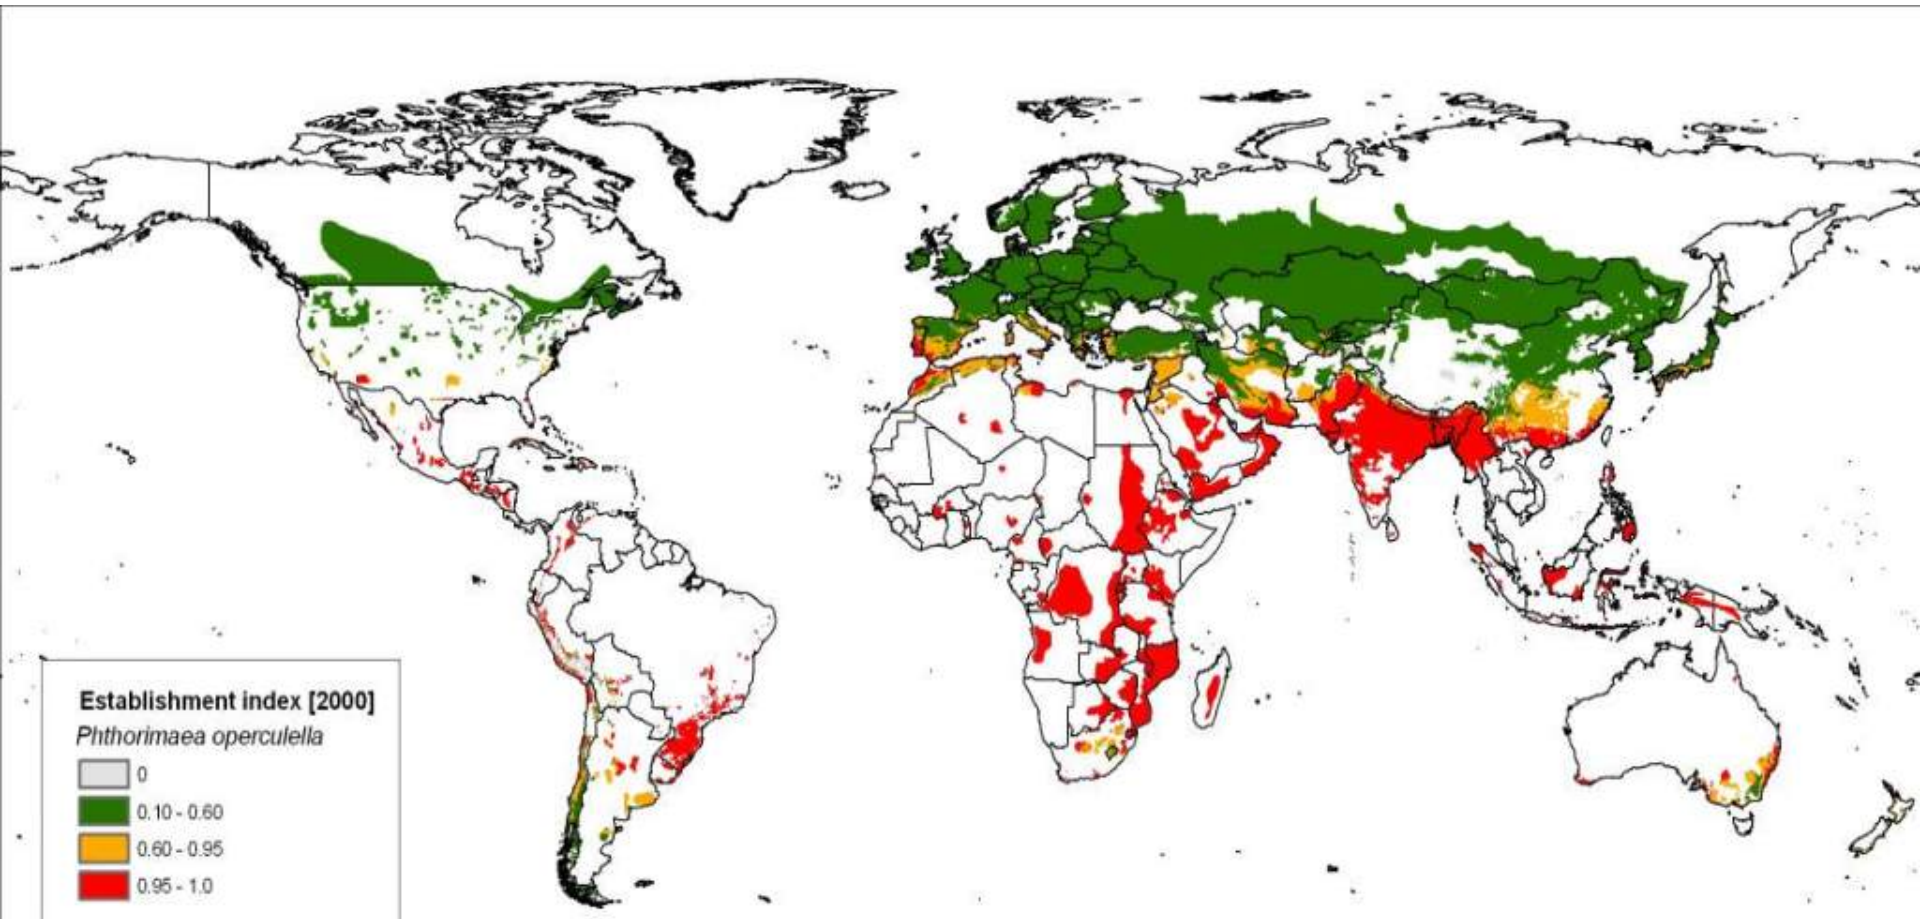 Establishment index [2000]
Phthorimaea operculella
0
0.10 - 0.60
0.60 - 0.95
0.95 - 1.0